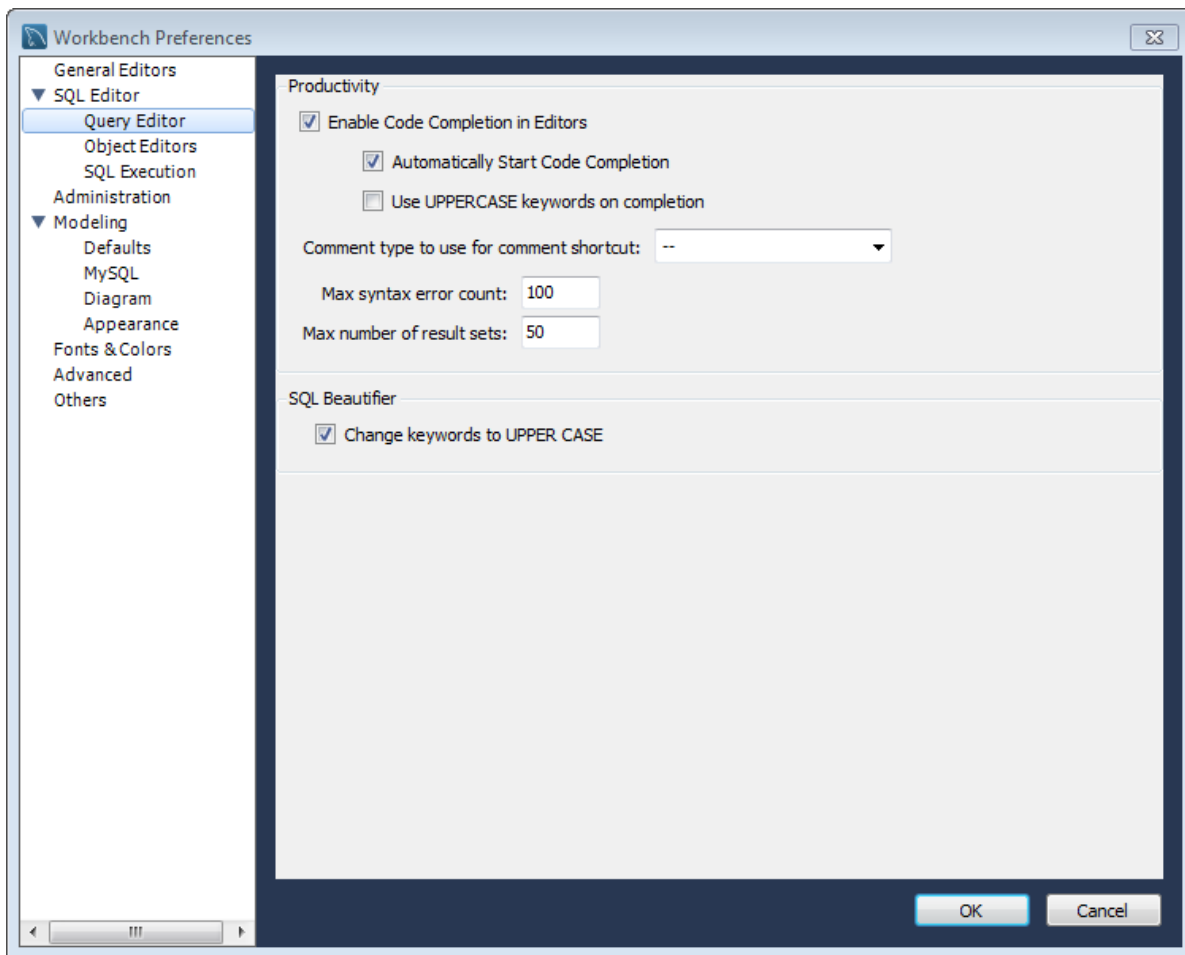 Workbench Preferences
General Editors
SQL Editor
Query Editor
Object Editors
SQL Execution
Administration
Modeling
Defaults
MySQL
Diagram
Appearance
Fonts & Colors
Advanced
Others
Productivity
Enable Code Completion in Editors
Automatically Start Code Completion
Use UPPERCASE keywords on completion
Comment type to use for comment shortcut: --
Max syntax error count: 100
Max number of result sets: 50
SQL Beautifier
Change keywords to UPPER CASE
OK Cancel